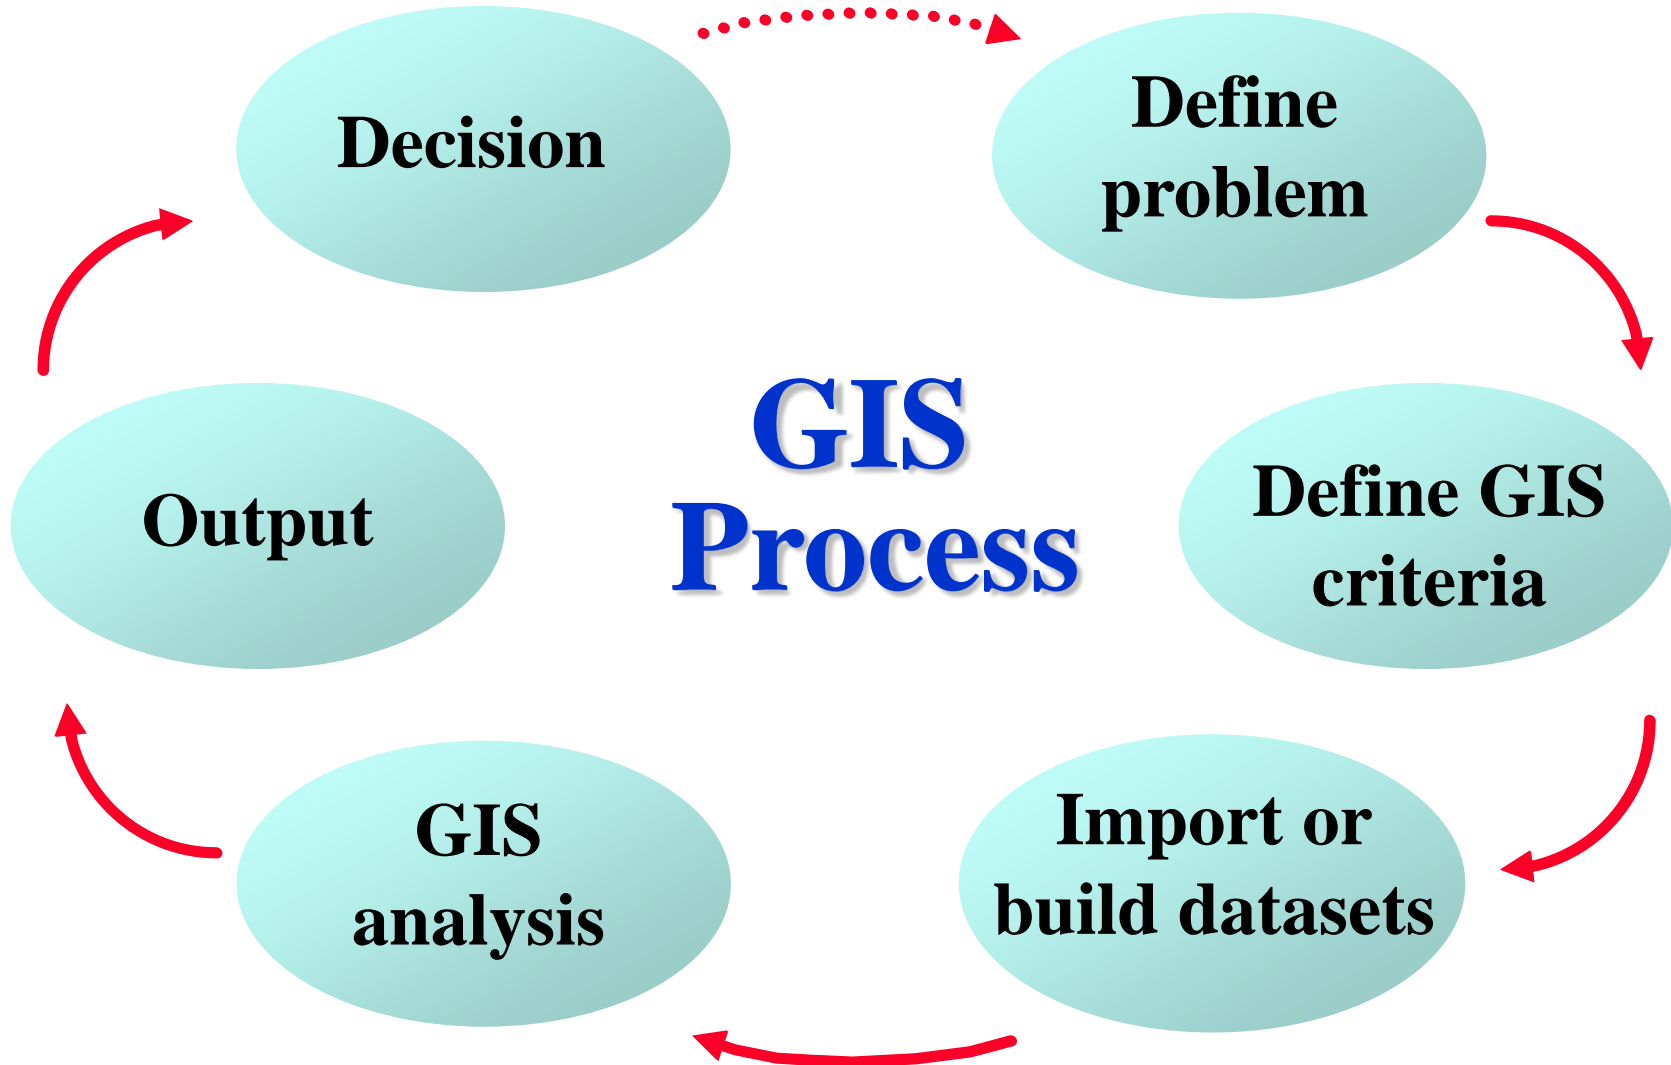 Decision
Define
problem
GIS
Process
Define GIS
criteria
Output
Import or
build datasets
GIS
analysis